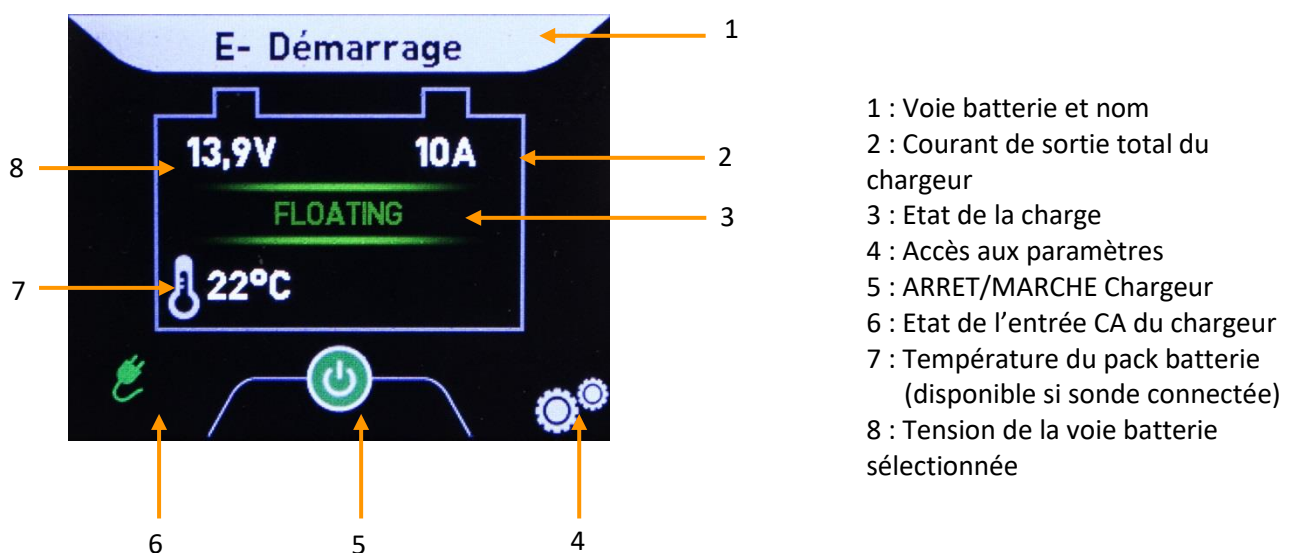 E- Démarrage
1
13,9V
10A
8
2
FLOATING
3
22°C
7
6
5
4
1 : Voie batterie et nom
2 : Courant de sortie total du
chargeur
3 : Etat de la charge
4 : Accès aux paramètres
5 : ARRET/MARCHE Chargeur
6 : Etat de l’entrée CA du chargeur
7 : Température du pack batterie
(disponible si sonde connectée)
8 : Tension de la voie batterie
sélectionnée